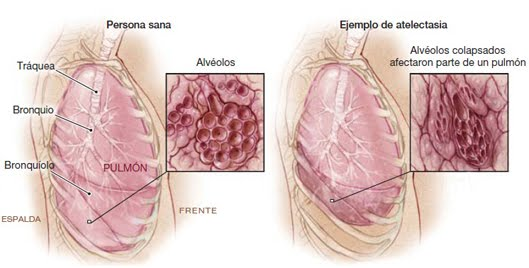 Persona sana
Alvéolos
Tráquea
Bronquio
Bronquiolo
PULMÓN
ESPALDA
FRENTE
Ejemplo de atelectasia
Alvéolos colapsados
afectaron parte de un pulmón